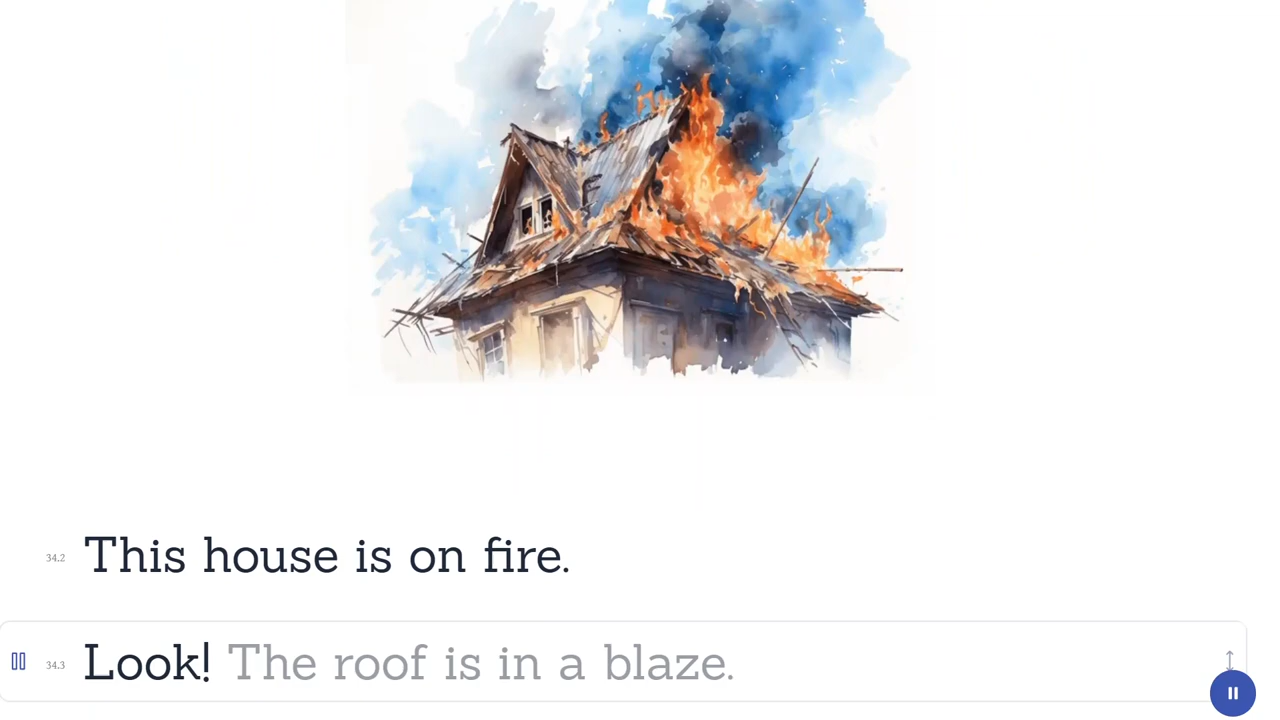 34.2 This house is on fire.
34.3 Look! The roof is in a blaze.